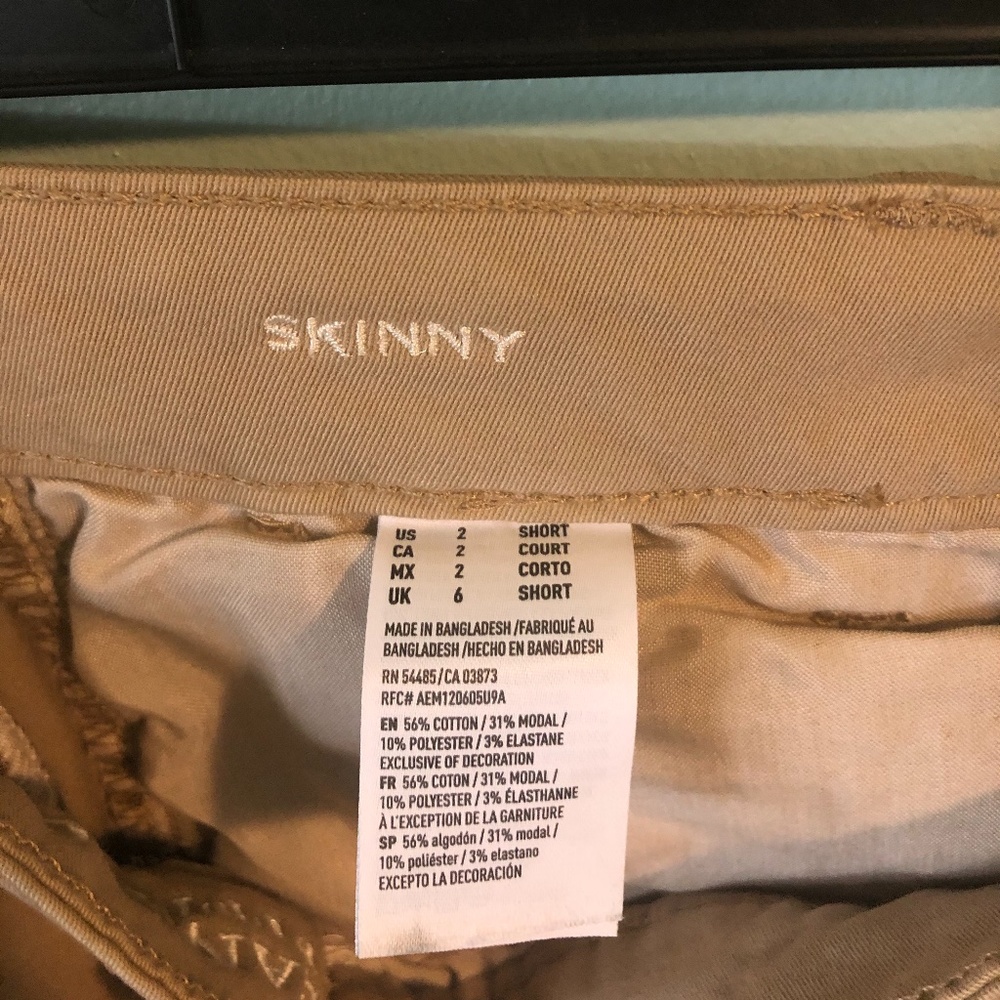 SKINNY
US 2 SHORT
CA 2 COURT
MX 2 CORTO
UK 6 SHORT
MADE IN BANGLADESH /FABRIQUÉ AU
BANGLADESH /HECHO EN BANGLADESH
RN 54485/CA 03873
RFC# AEM120605U9A
EN 56% COTTON / 31% MODAL /
10% POLYESTER / 3% ELASTANE
EXCLUSIVE OF DECORATION
FR 56% COTON / 31% MODAL /
10% POLYESTER / 3% ÉLASTHANNE
À L'EXCEPTION DE LA GARNITURE
SP 56% algodón / 31% modal /
10% poliéster / 3% elastano
EXCEPTO LA DECORACIÓN